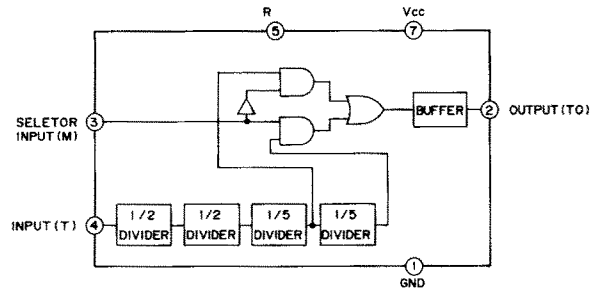 R
5
Vcc
7
SELETOR
INPUT (M)
3
BUFFER
2
OUTPUT (TO)
INPUT (T)
4
1/2
DIVIDER
1/2
DIVIDER
1/5
DIVIDER
1/5
DIVIDER
1
GND